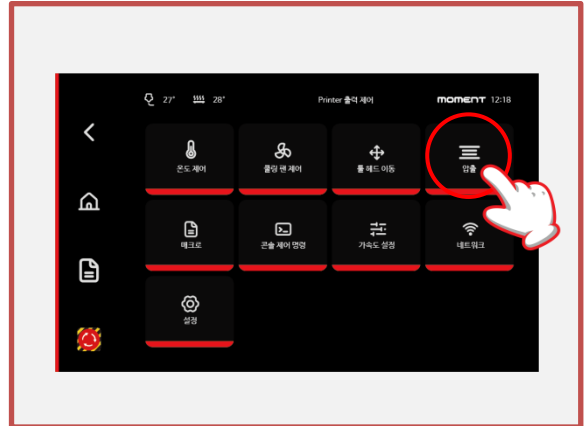 27° 28° Printer 출력 제어 moment 12:18
온도 제어 쿨링 팬 제어 툴 헤드 이동 압출
매크로 콘솔 제어 명령 가속도 설정 네트워크
설정